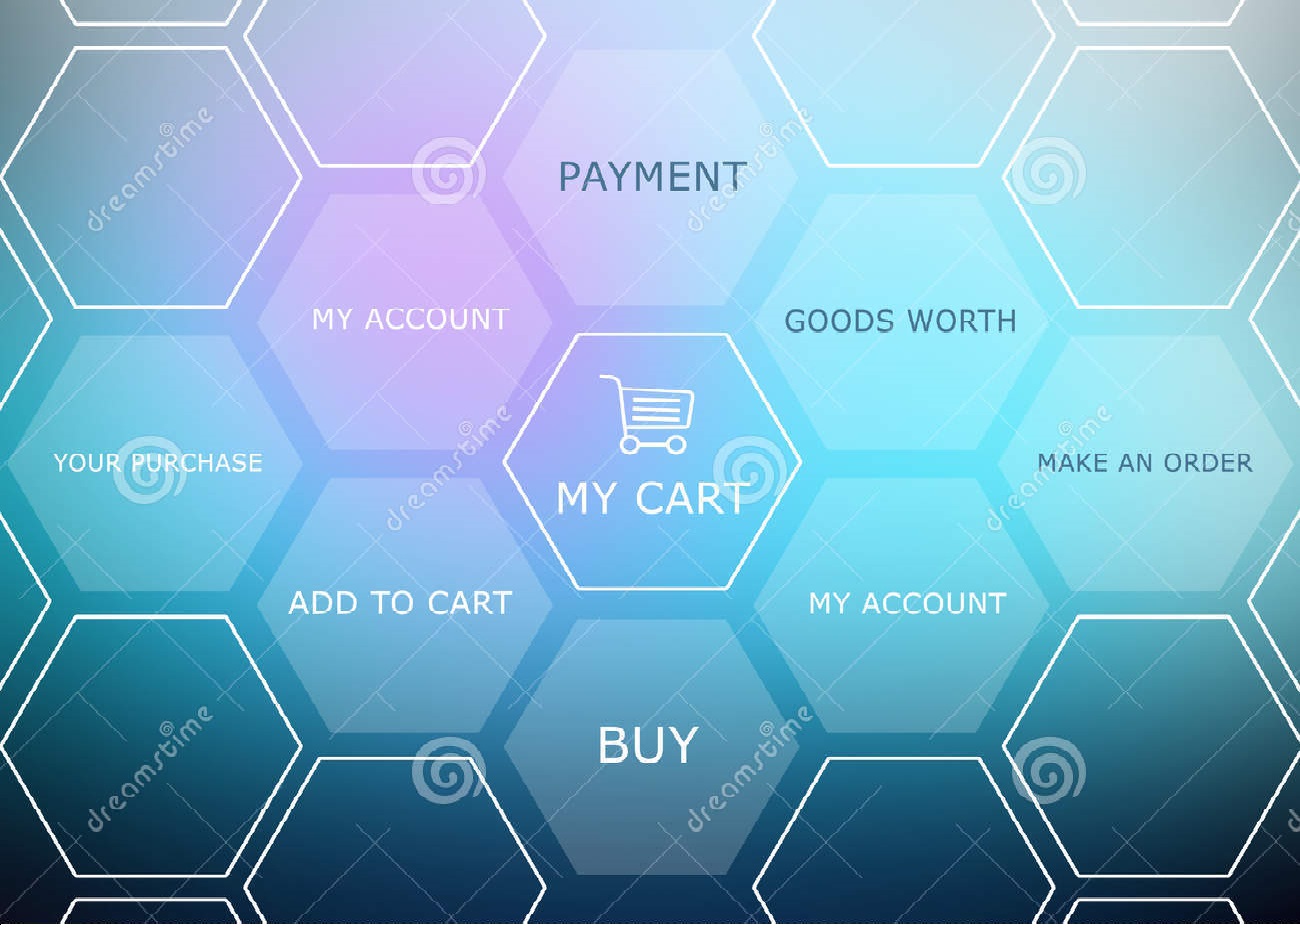 PAYMENT
MY ACCOUNT
GOODS WORTH
MY CART
YOUR PURCHASE
MAKE AN ORDER
ADD TO CART
MY ACCOUNT
BUY
dreamstime
dreamstime
dreamstime
dreamstime
dreamstime
dreamstime